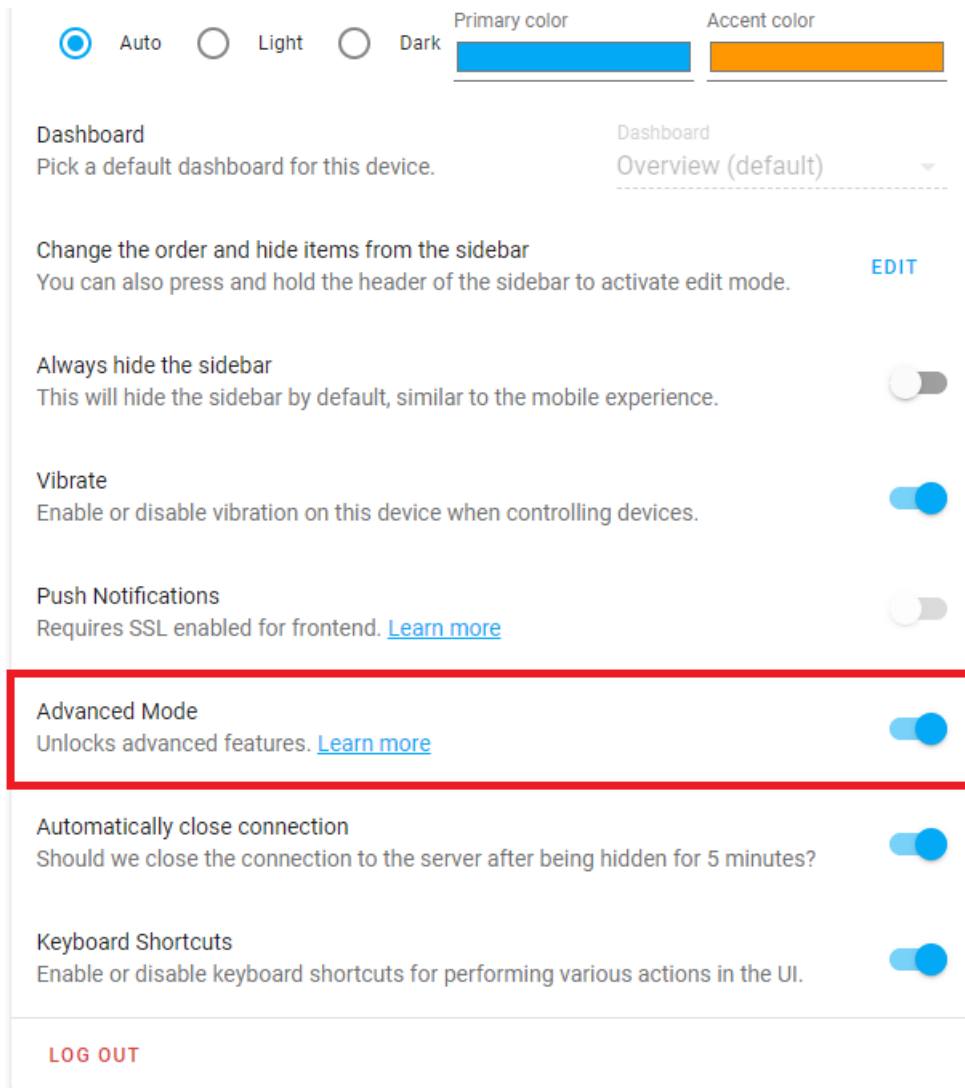 Auto Light Dark Primary color Accent color
Dashboard
Pick a default dashboard for this device.
Dashboard
Overview (default)
Change the order and hide items from the sidebar
You can also press and hold the header of the sidebar to activate edit mode.
EDIT
Always hide the sidebar
This will hide the sidebar by default, similar to the mobile experience.
Vibrate
Enable or disable vibration on this device when controlling devices.
Push Notifications
Requires SSL enabled for frontend. Learn more
Advanced Mode
Unlocks advanced features. Learn more
Automatically close connection
Should we close the connection to the server after being hidden for 5 minutes?
Keyboard Shortcuts
Enable or disable keyboard shortcuts for performing various actions in the UI.
LOG OUT